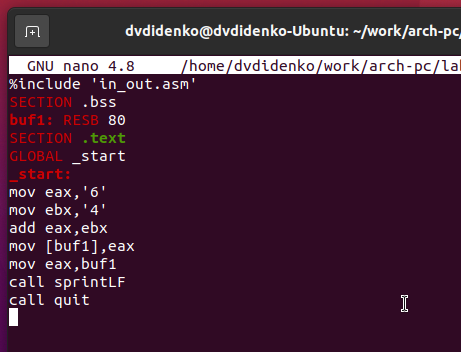 dvdidenko@dvdidenko-Ubuntu: ~/work/arch-pc/
GNU nano 4.8 /home/dvdidenko/work/arch-pc/lab
%include 'in_out.asm'
SECTION .bss
buf1: RESB 80
SECTION .text
GLOBAL _start
_start:
mov eax,'6'
mov ebx,'4'
add eax,ebx
mov [buf1],eax
mov eax,buf1
call sprintLF
call quit